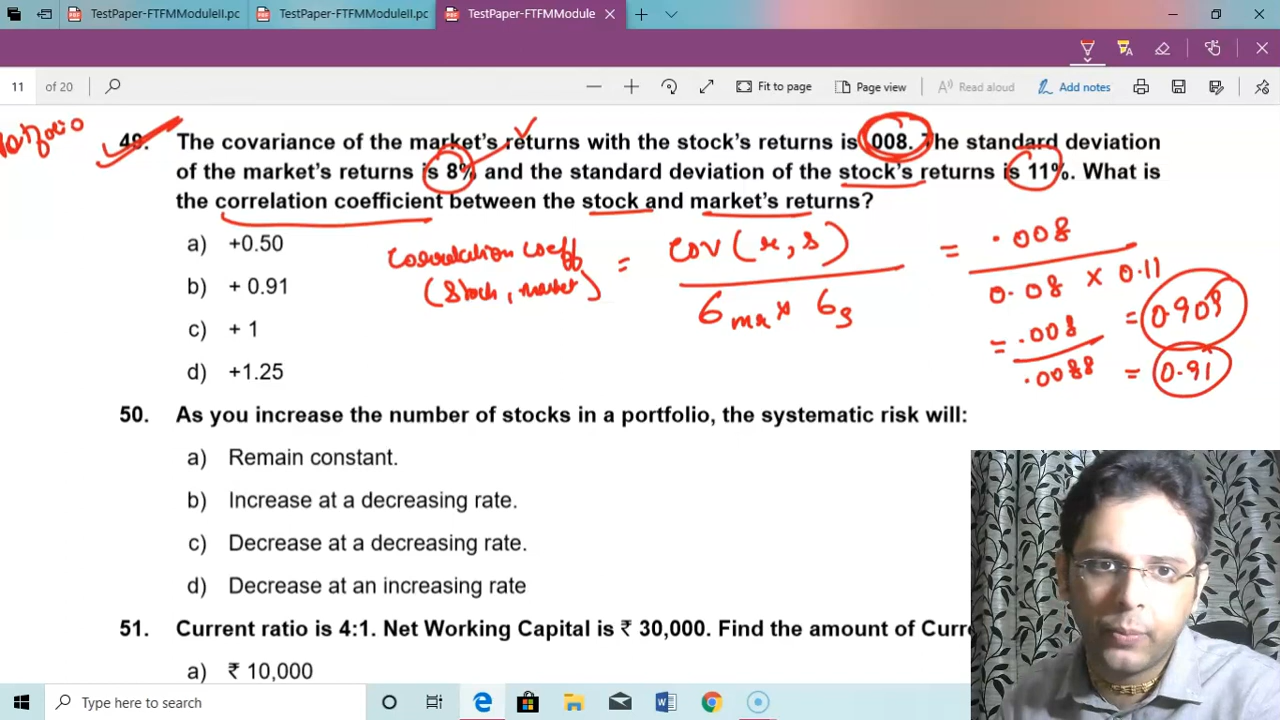 TestPaper-FTFMModuleII.pc
TestPaper-FTFMModuleII.pc
TestPaper-FTFMModule
11 of 20
Fit to page
Page view
Read aloud
Add notes
49. The covariance of the market's returns with the stock's returns is .008. The standard deviation
of the market's returns is 8% and the standard deviation of the stock's returns is 11%. What is
the correlation coefficient between the stock and market's returns?
a) +0.50
b) + 0.91
c) + 1
d) +1.25
Correlation coeff
(Stock, market) = cov (r, s) = .008
6mr x 6s 0.08 x 0.11
= .008 = 0.909
.0088 = 0.91
50. As you increase the number of stocks in a portfolio, the systematic risk will:
a) Remain constant.
b) Increase at a decreasing rate.
c) Decrease at a decreasing rate.
d) Decrease at an increasing rate
51. Current ratio is 4:1. Net Working Capital is ₹ 30,000. Find the amount of Curr
a) ₹ 10,000
Type here to search